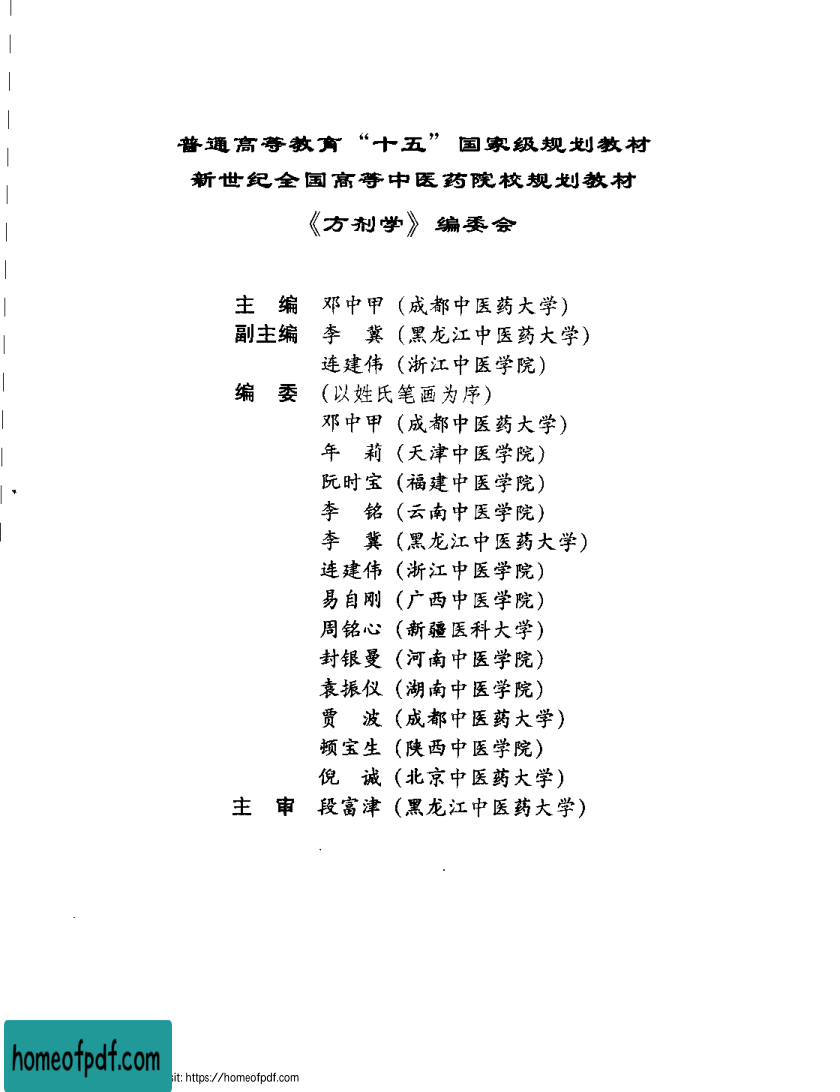 普通高等教育“十五”国家级规划教材
新世纪全国高等中医药院校规划教材
《方剂学》编委会
主　编　邓中甲（成都中医药大学）
副主编　李　冀（黑龙江中医药大学）
连建伟（浙江中医学院）
编　委　（以姓氏笔画为序）
邓中甲（成都中医药大学）
年　莉（天津中医学院）
阮时宝（福建中医学院）
李　铭（云南中医学院）
李　冀（黑龙江中医药大学）
连建伟（浙江中医学院）
易自刚（广西中医学院）
周铭心（新疆医科大学）
封银曼（河南中医学院）
袁振仪（湖南中医学院）
贾　波（成都中医药大学）
顿宝生（陕西中医学院）
倪　诚（北京中医药大学）
主　审　段富津（黑龙江中医药大学）
homeofpdf.com
sit: https://homeofpdf.com